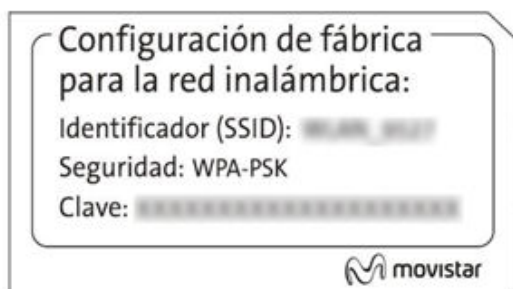 Configuración de fábrica
para la red inalámbrica:
Identificador (SSID):
Seguridad: WPA-PSK
Clave:
movistar